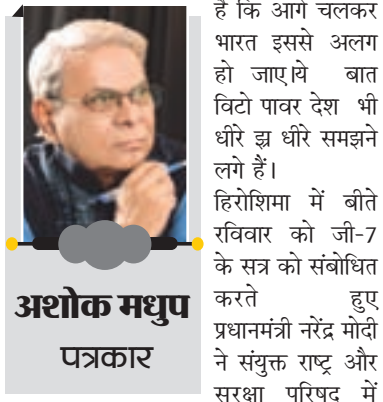 है कि आगे चलकर
भारत इससे अलग
हो जाए।ये बात
विटो पावर देश भी
धीरे झ्र धीरे समझने
लगे हैं।
हिरोशिमा में बीते
रविवार को जी-7
के सत्र को संबोधित
करते हुए
प्रधानमंत्री नरेंद्र मोदी
ने संयुक्त राष्ट्र और
सुरक्षा परिषद में
अशोक मधुप
पत्रकार